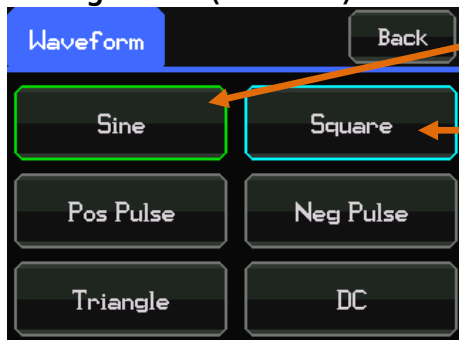 Waveform Back
Sine Square
Pos Pulse Neg Pulse
Triangle DC